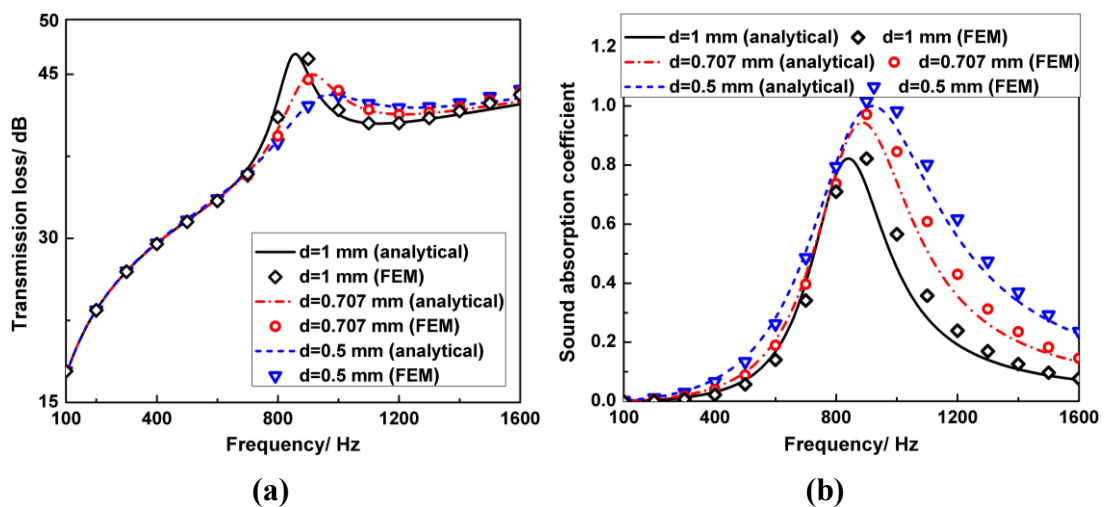 50
45
30
15
Transmission loss/ dB
d=1 mm (analytical)
d=1 mm (FEM)
d=0.707 mm (analytical)
d=0.707 mm (FEM)
d=0.5 mm (analytical)
d=0.5 mm (FEM)
100 400 800 1200 1600
Frequency/ Hz
(a)
1.2
1.0
0.8
0.6
0.4
0.2
0.0
Sound absorption coefficient
d=1 mm (analytical) d=1 mm (FEM)
d=0.707 mm (analytical) d=0.707 mm (FEM)
d=0.5 mm (analytical) d=0.5 mm (FEM)
100 400 600 800 1000 1200 1400 1600
Frequency/ Hz
(b)